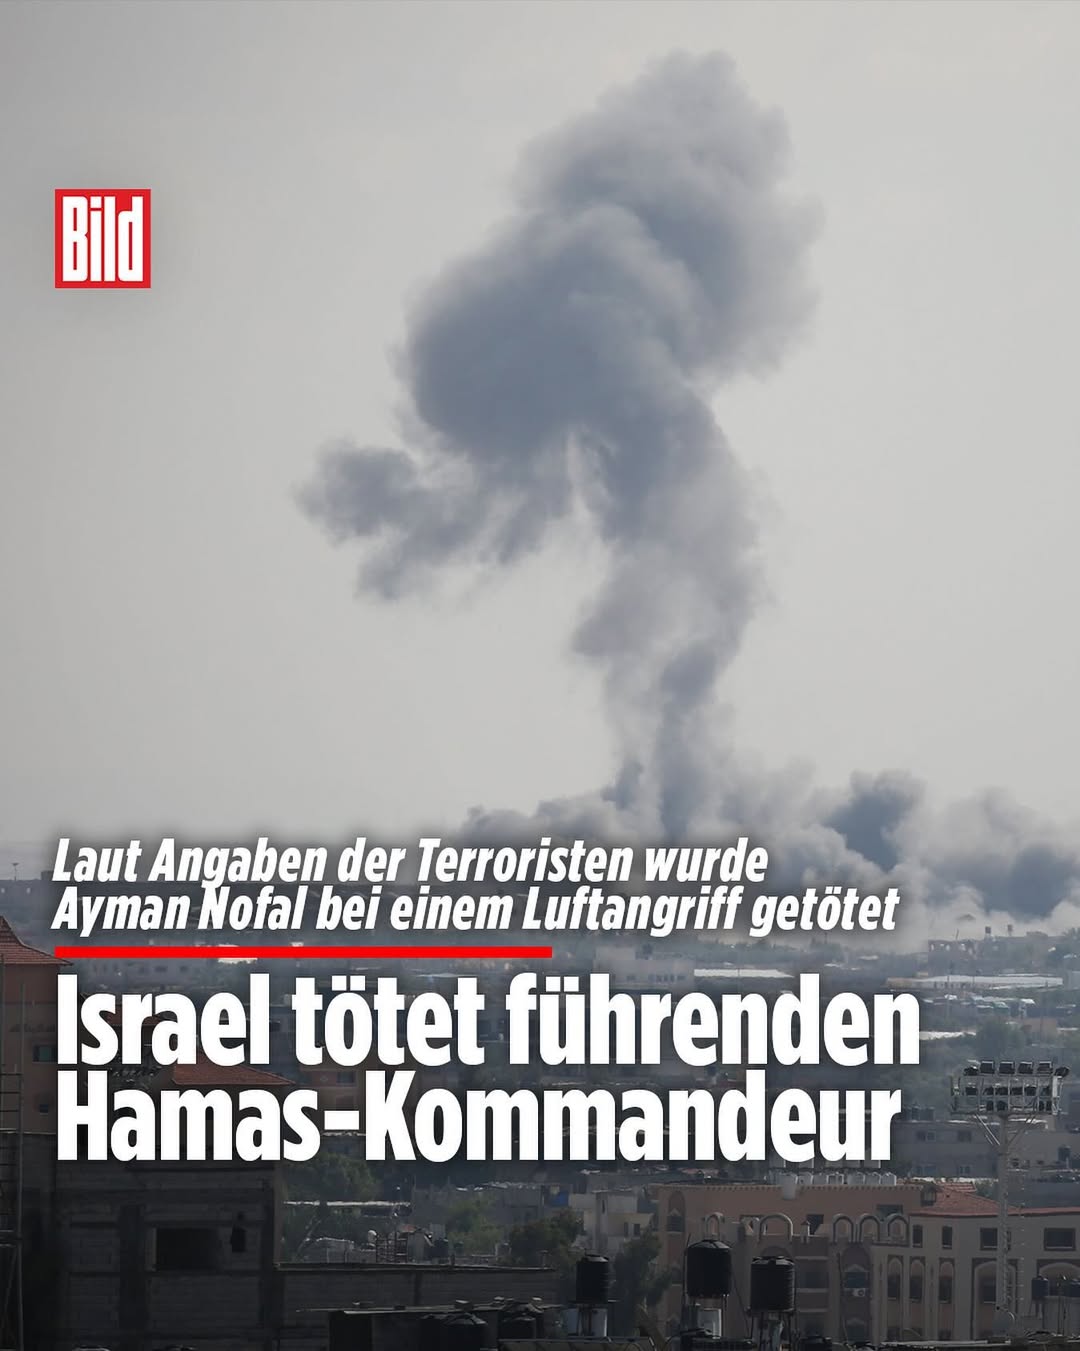 Bild
Laut Angaben der Terroristen wurde
Ayman Nofal bei einem Luftangriff getötet
Israel tötet führenden
Hamas-Kommandeur